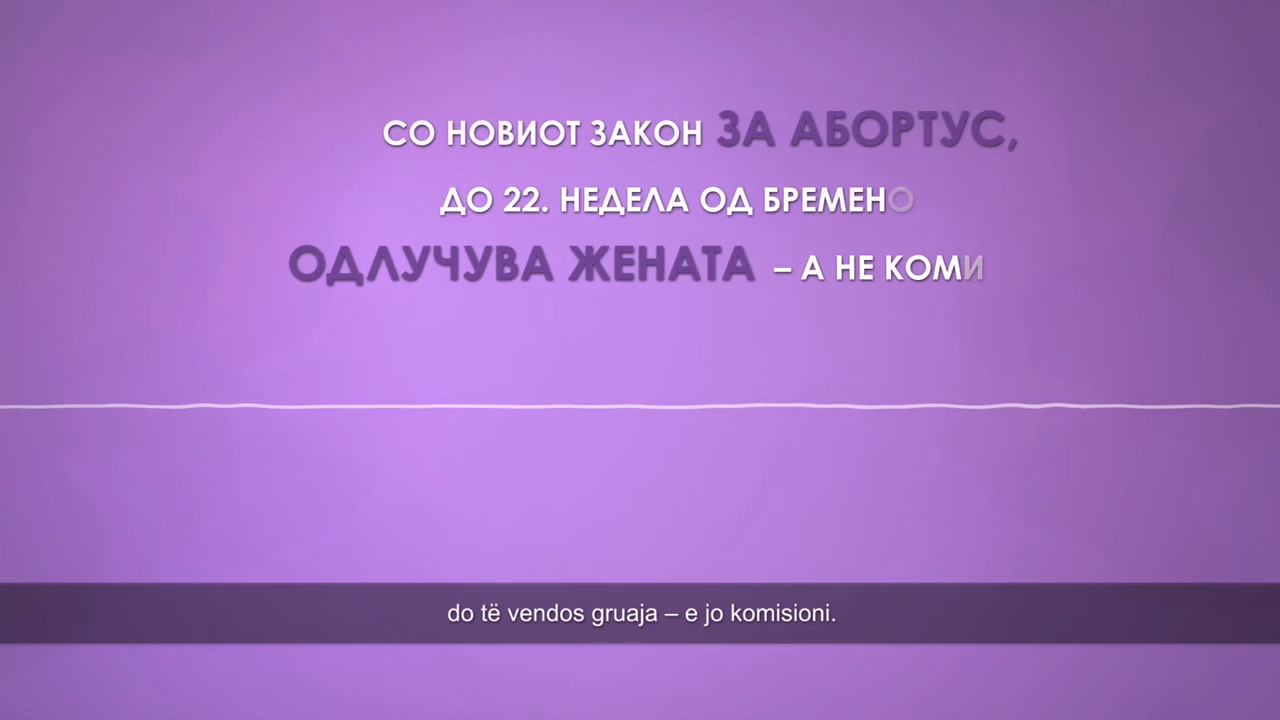 СО НОВИОТ ЗАКОН ЗА АБОРТУС,
ДО 22. НЕДЕЛА ОД БРЕМЕНО
ОДЛУЧУВА ЖЕНАТА – А НЕ КОМИ
do të vendos gruaja – e jo komisioni.